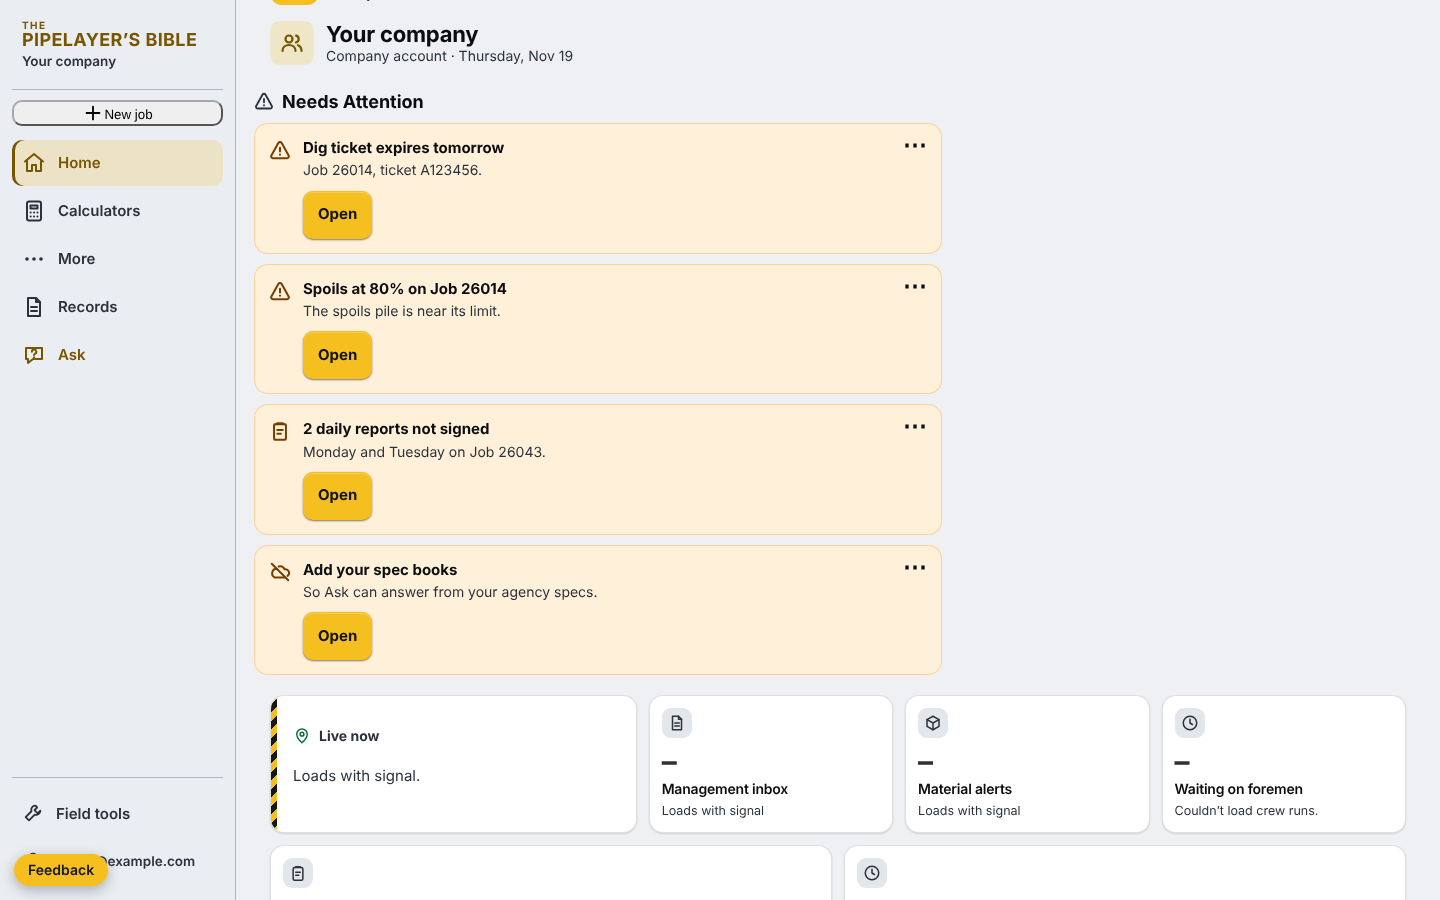 THE
PIPELAYER’S BIBLE
Your company
New job
Home
Calculators
More
Records
Ask
Field tools
@example.com
Feedback
Your company
Company account · Thursday, Nov 19
Needs Attention
Dig ticket expires tomorrow
Job 26014, ticket A123456.
Open
Spoils at 80% on Job 26014
The spoils pile is near its limit.
Open
2 daily reports not signed
Monday and Tuesday on Job 26043.
Open
Add your spec books
So Ask can answer from your agency specs.
Open
Live now
Loads with signal.
–
Management inbox
Loads with signal
–
Material alerts
Loads with signal
–
Waiting on foremen
Couldn’t load crew runs.